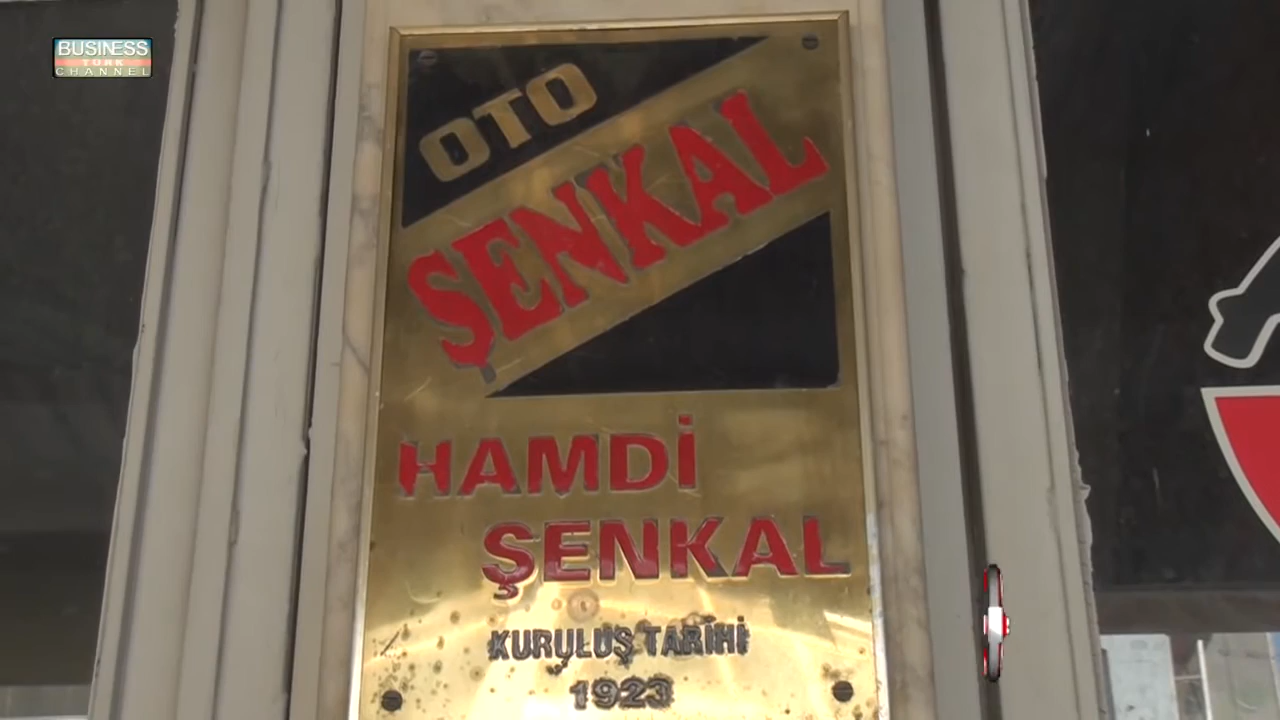 BUSINESS
TÜRK
CHANNEL
OTO
ŞENKAL
HAMDİ
ŞENKAL
KURULUŞ TARİHİ
1923